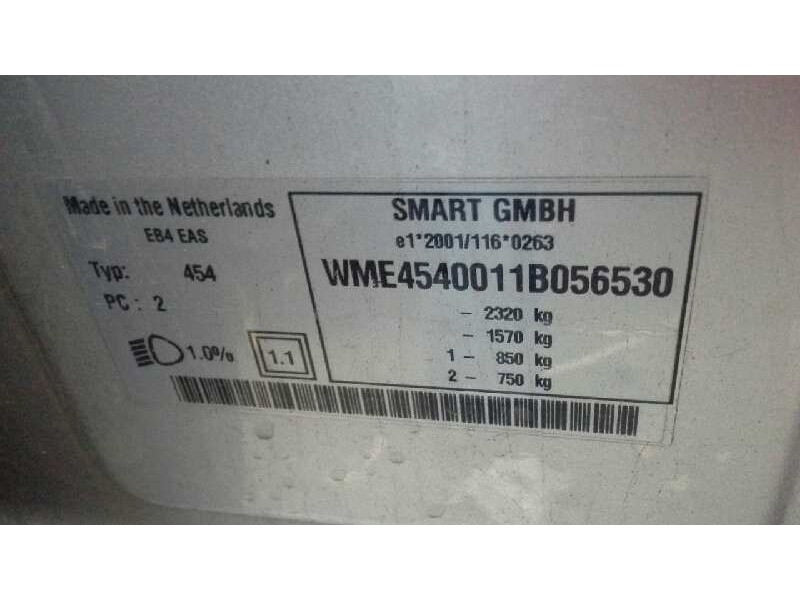 Made in the Netherlands
EB4 EAS
Typ: 454
PC: 2
1.0%
1.1
SMART GMBH
e1*2001/116*0263
WME4540011B056530
- 2320 kg
- 1570 kg
1 - 850 kg
2 - 750 kg